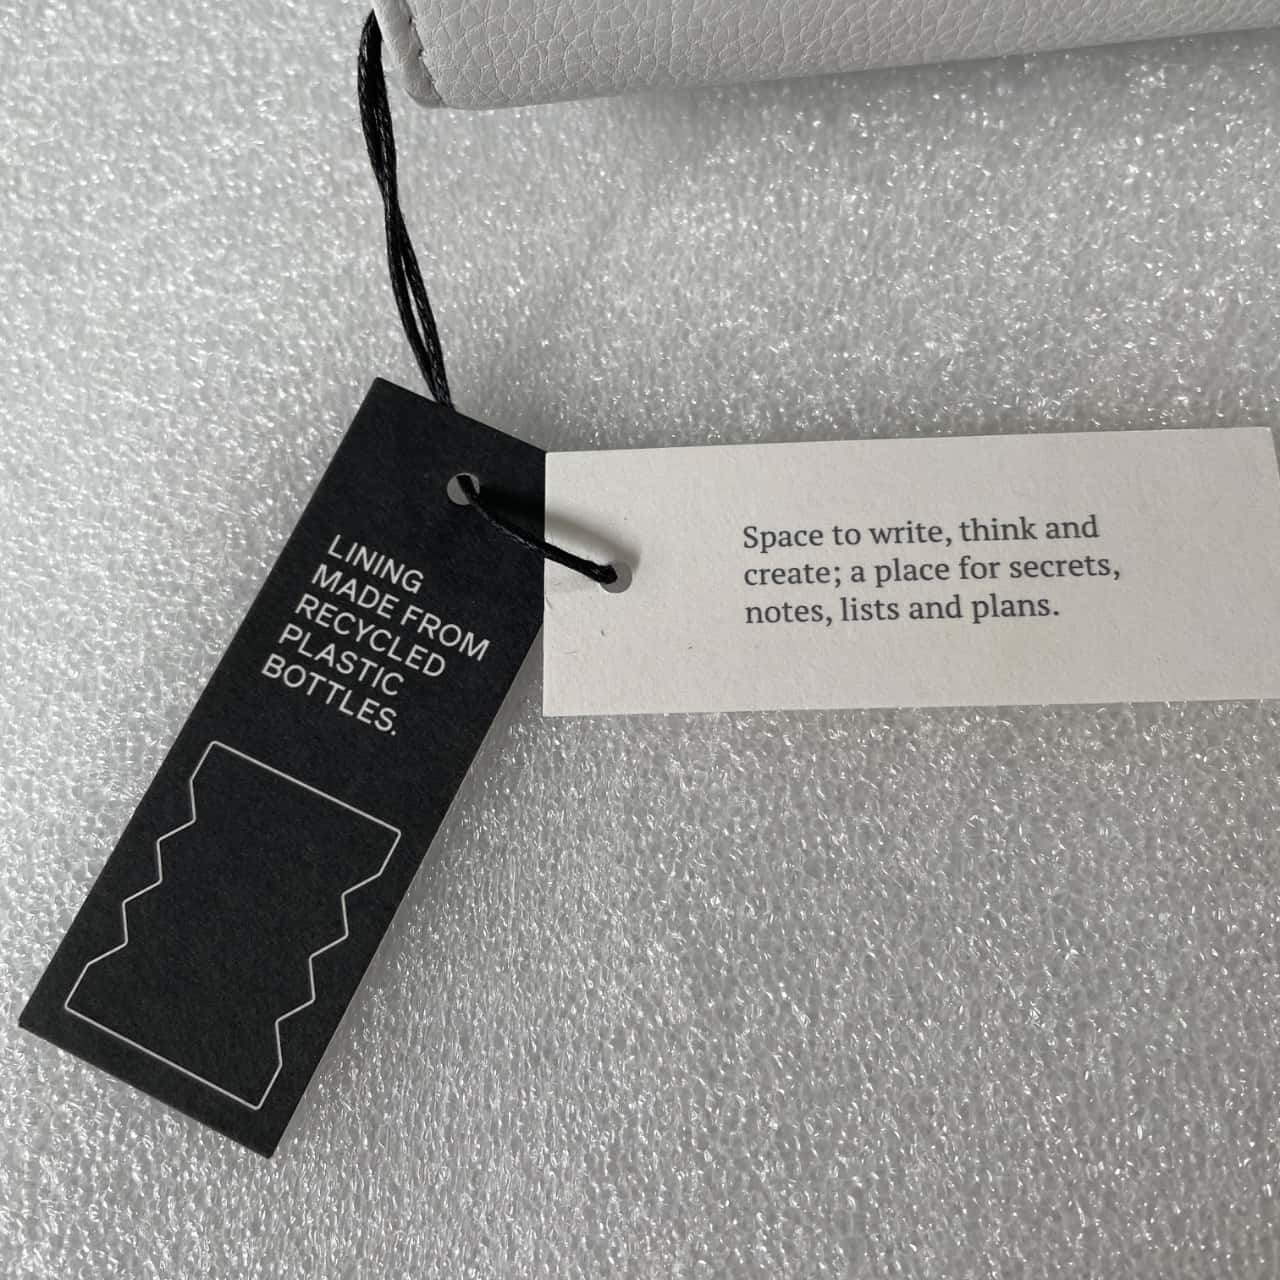 LINING
MADE FROM
RECYCLED
PLASTIC
BOTTLES.
Space to write, think and
create; a place for secrets,
notes, lists and plans.